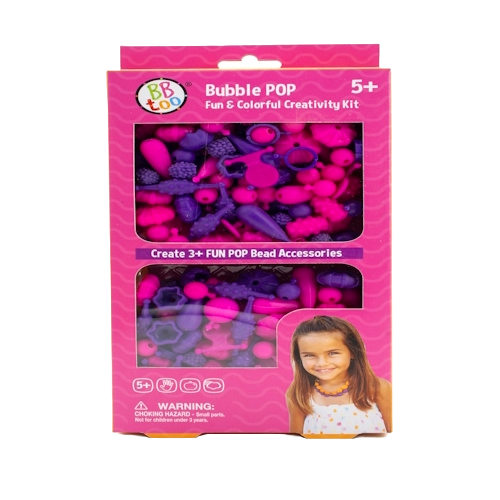 BB
too
®
Bubble POP
5+
Fun & Colorful Creativity Kit
Create 3+ FUN POP Bead Accessories
5+
WARNING:
CHOKING HAZARD - Small parts.
Not for children under 3 years.